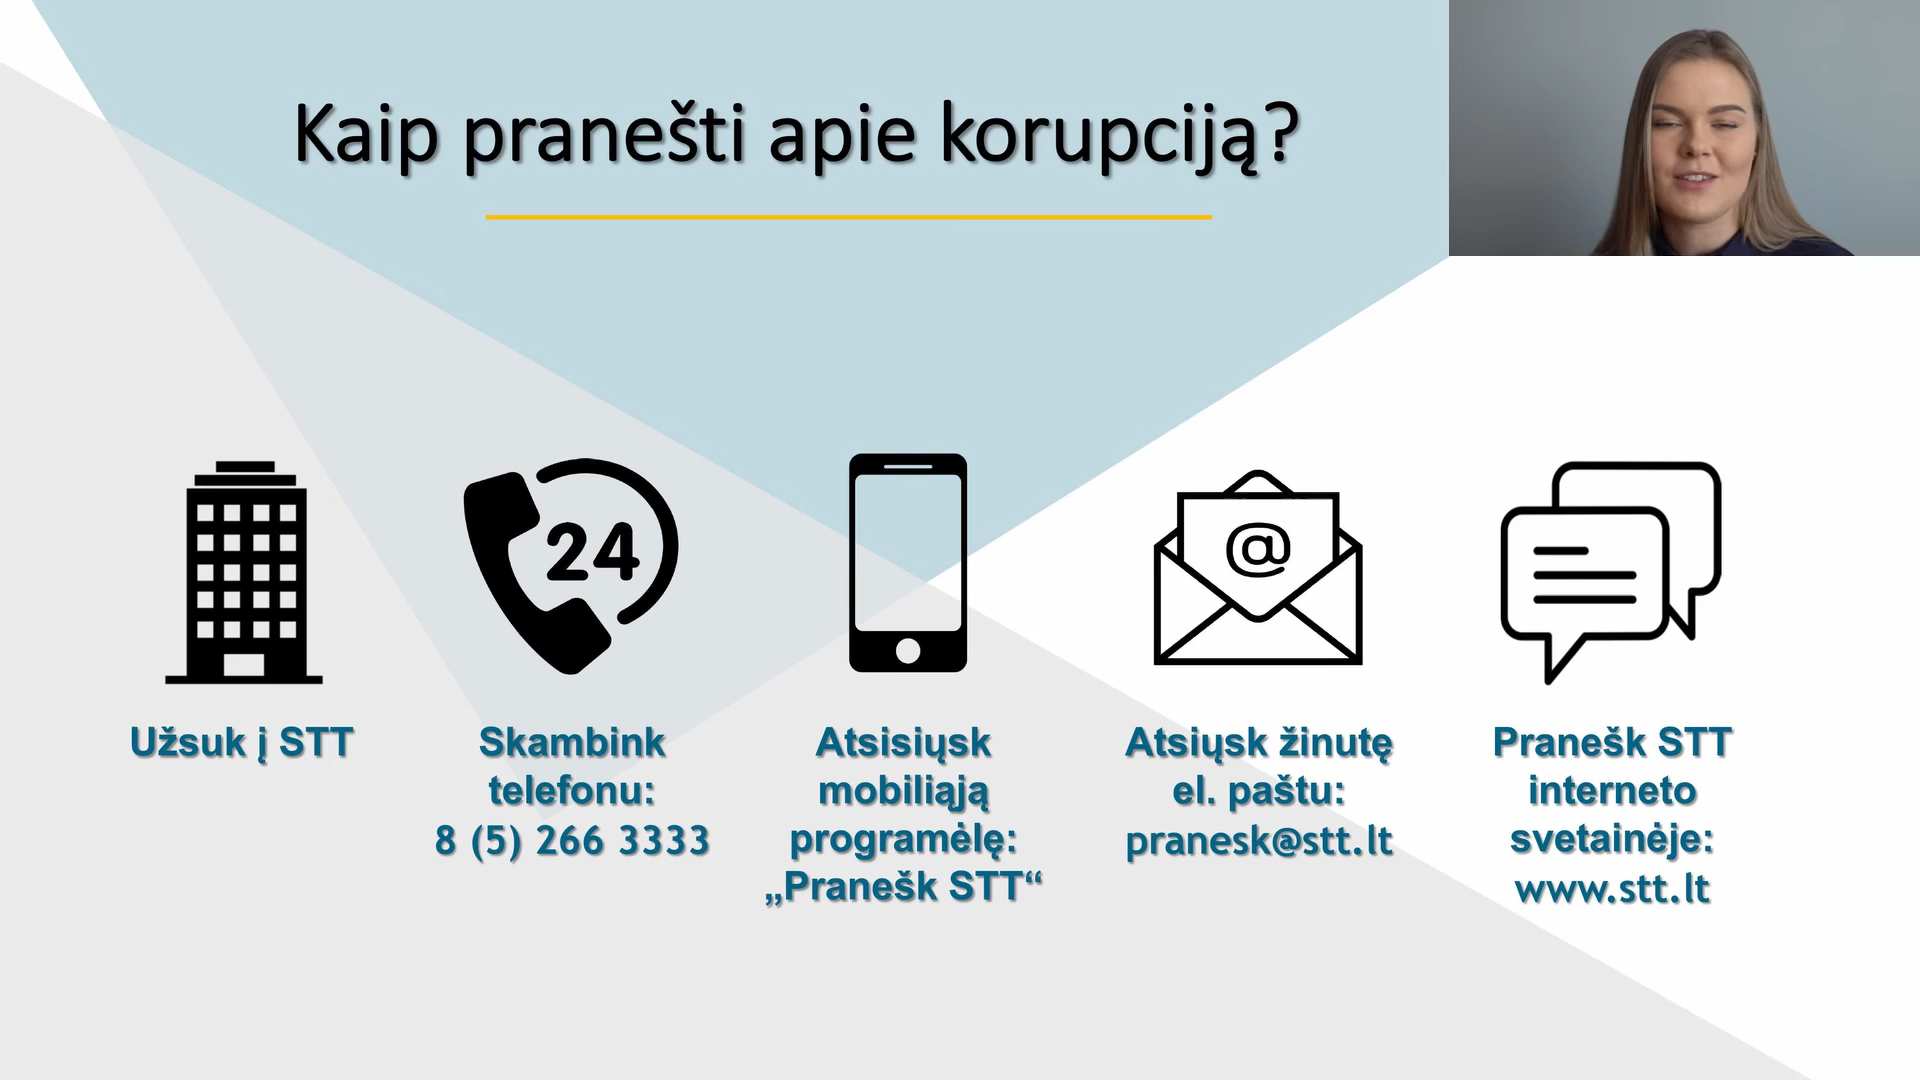 Kaip pranešti apie korupciją?
24
@
Užsuk į STT
Skambink
telefonu:
8 (5) 266 3333
Atsisiųsk
mobiliąją
programėlę:
„Pranešk STT“
Atsiųsk žinutę
el. paštu:
pranesk@stt.lt
Pranešk STT
interneto
svetainėje:
www.stt.lt